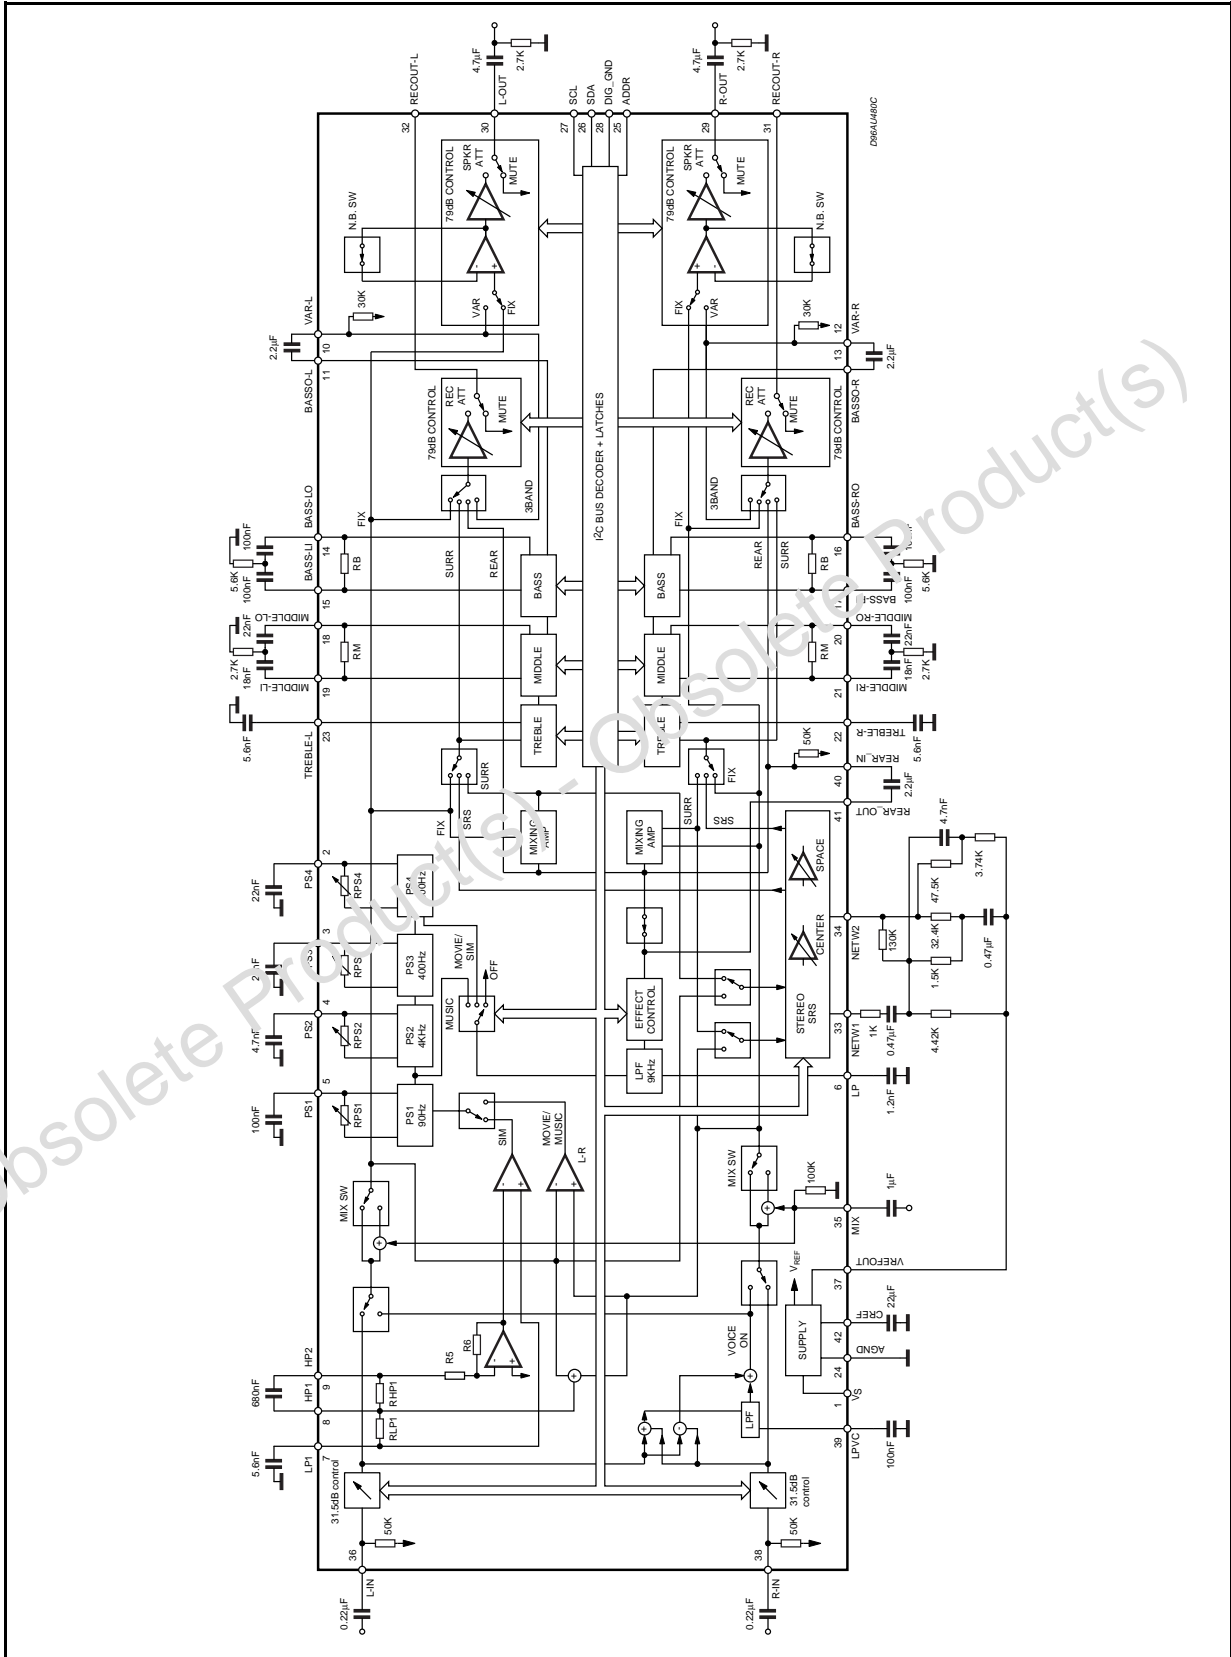 4.7µF
2.7K
4.7µF
2.7K
RECOUT-L
L-OUT
SCL
SDA
DIG_GND
ADDR
R-OUT
RECOUT-R
32
30
27
26
28
25
29
31
D96AU480C
N.B. SW
79dB CONTROL
SPKR ATT
MUTE
VAR
FIX
79dB CONTROL
SPKR ATT
MUTE
FIX
VAR
N.B. SW
VAR-L
30K
10
2.2µF
11
BASSO-L
30K
12
VAR-R
13
2.2µF
BASSO-R
79dB CONTROL
REC ATT
MUTE
I2C BUS DECODER + LATCHES
REC ATT
MUTE
79dB CONTROL
FIX
SURR
REAR
3BAND
FIX
3BAND
REAR
SURR
BASS-LO
100nF
5.6K
100nF
BASS-LI
14
15
RB
BASS
BASS
RB
16
BASS-RO
100nF
5.6K
MIDDLE-LO
22nF
2.7K
18nF
MIDDLE-LI
18
19
RM
MIDDLE
MIDDLE
RM
20
21
MIDDLE-RO
22nF
18nF
2.7K
MIDDLE-RI
5.6nF
TREBLE-L
23
TREBLE
22
TREBLE-R
5.6nF
FIX
SRS
SURR
SURR
SRS
FIX
50K
40
REAR_IN
2.2µF
REAR_OUT
41
MIXING AMP
22nF
PS4
2
RPS4
3
4.7nF
PS2
4
RPS2
100nF
PS1
5
RPS1
PS3
400Hz
PS2
4KHz
PS1
90Hz
MOVIE/
SIM
OFF
MUSIC
EFFECT CONTROL
LPF
9KHz
SPACE
CENTER
STEREO
SRS
34
NETW2
33
NETW1
6
LP
1.2nF
130K
1K
0.47µF
4.7nF
3.74K
47.5K
32.4K
1.5K
0.47µF
4.42K
SIM
MOVIE/
MUSIC
L-R
MIX SW
MIX SW
100K
35
MIX
1µF
37
VREFOUT
VREF
SUPPLY
42
CREF
22µF
24
AGND
1
VS
39
LPVC
100nF
VOICE ON
LPF
680nF
HP2
HP1
9
8
RHP1
RLP1
R5
R6
5.6nF
LP1
7
31.5dB control
31.5dB control
50K
36
L-IN
0.22µF
50K
38
R-IN
0.22µF
Obsolete Product(s) - Obsolete Product(s)